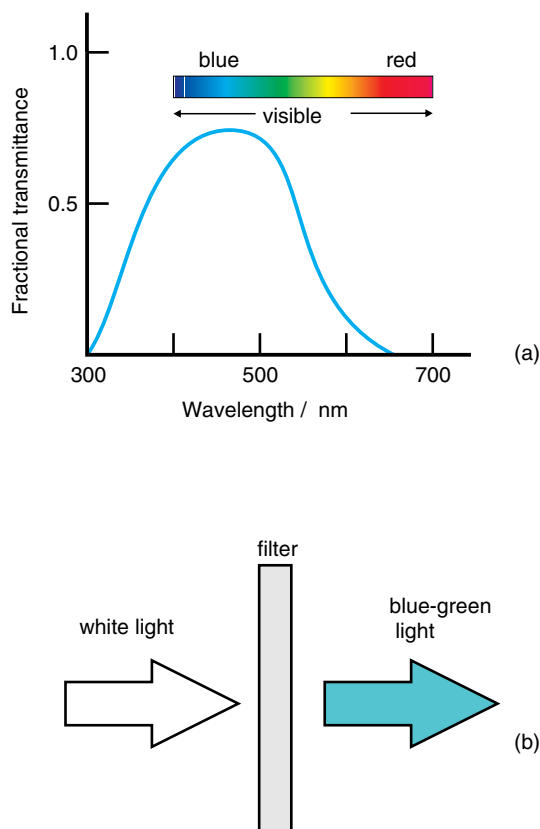 1.0
blue
red
visible
0.5
Fractional transmittance
300
500
700
(a)
Wavelength / nm
filter
white light
blue-green
light
(b)